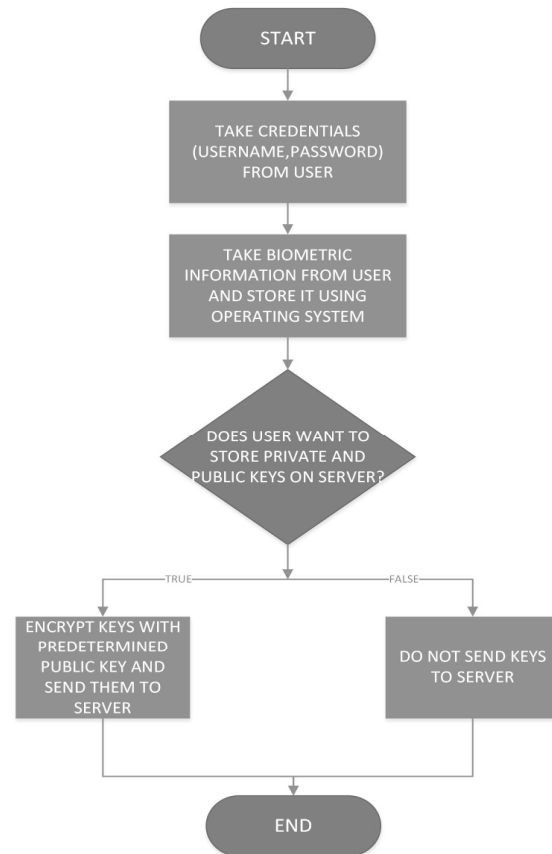 START
TAKE CREDENTIALS
(USERNAME,PASSWORD)
FROM USER
TAKE BIOMETRIC
INFORMATION FROM USER
AND STORE IT USING
OPERATING SYSTEM
DOES USER WANT TO
STORE PRIVATE AND
PUBLIC KEYS ON SERVER?
TRUE
FALSE
ENCRYPT KEYS WITH
PREDETERMINED
PUBLIC KEY AND
SEND THEM TO
SERVER
DO NOT SEND KEYS
TO SERVER
END